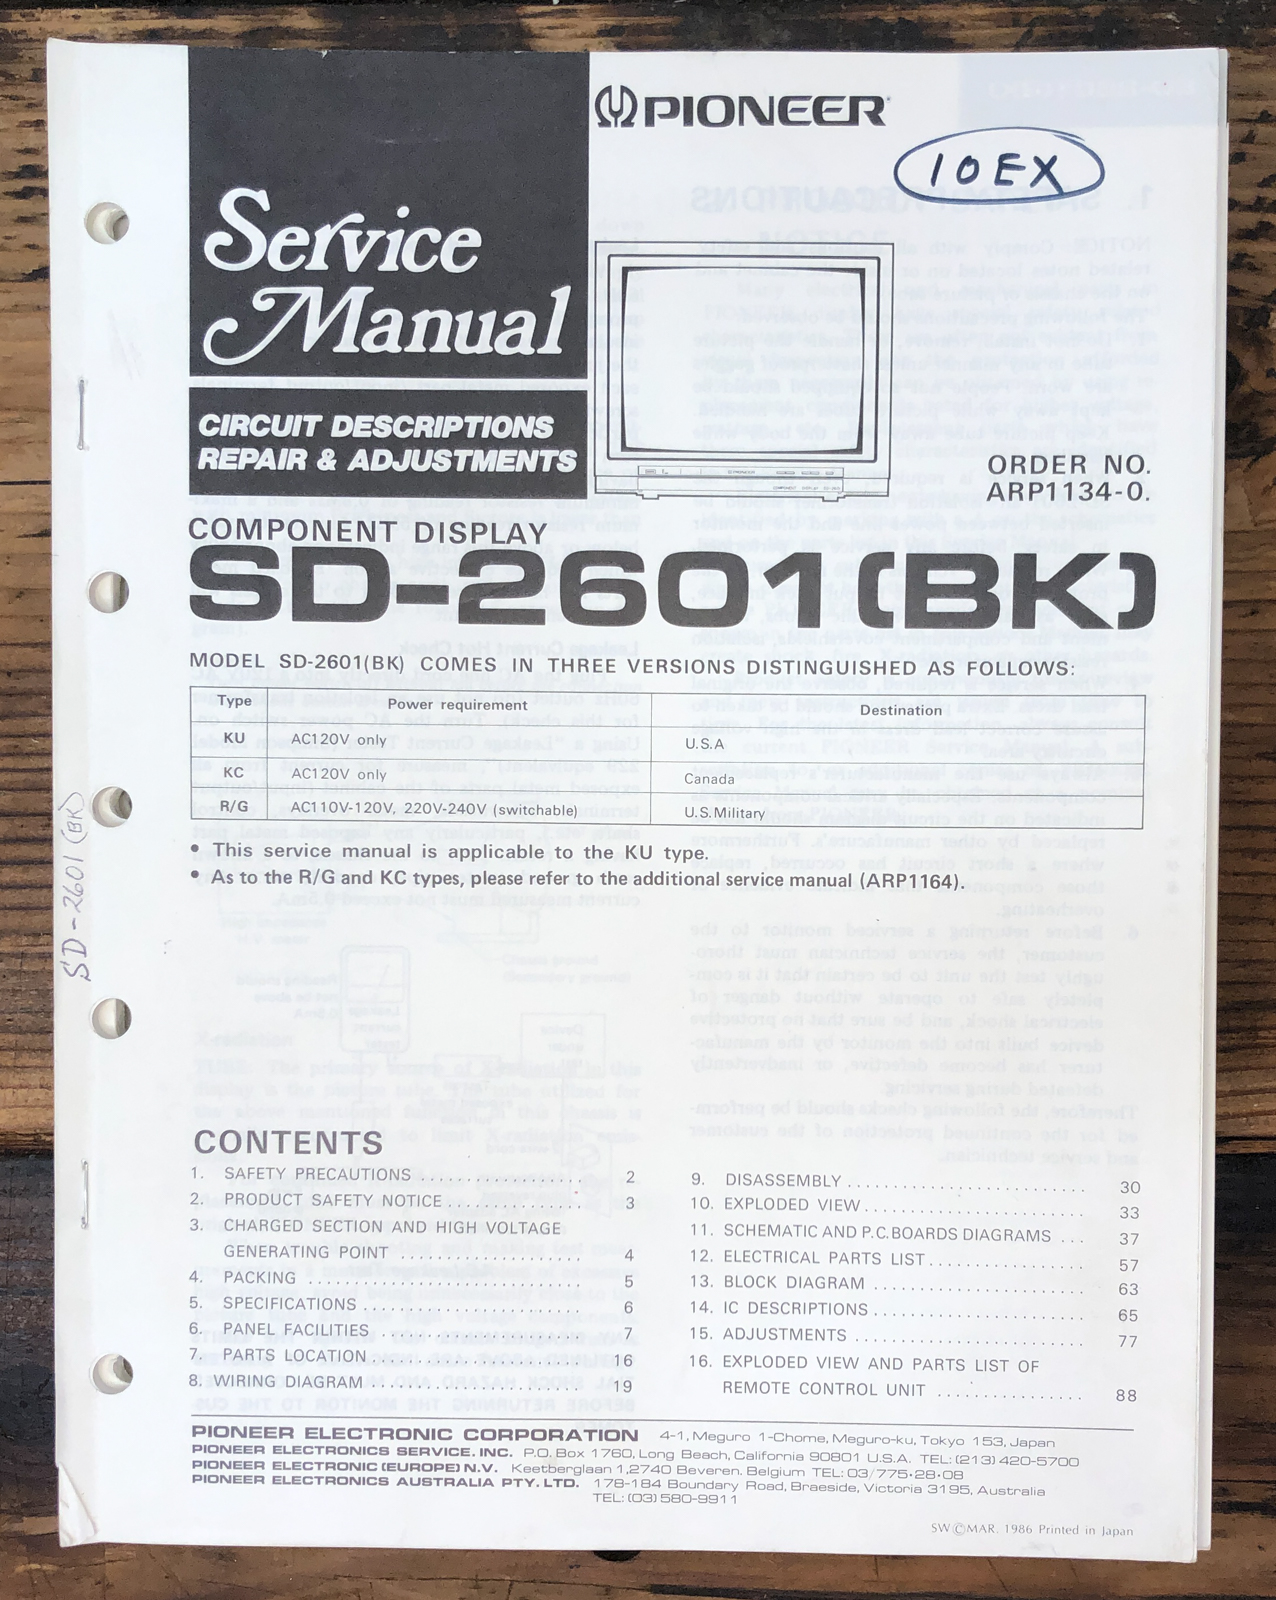 PIONEER
10EX
Service
Manual
CIRCUIT DESCRIPTIONS
REPAIR & ADJUSTMENTS
ORDER NO.
ARP1134-0.
COMPONENT DISPLAY
SD-2601(BK)
MODEL SD-2601(BK) COMES IN THREE VERSIONS DISTINGUISHED AS FOLLOWS:
Type Power requirement Destination
KU AC120V only U.S.A
KC AC120V only Canada
R/G AC110V-120V, 220V-240V (switchable) U.S.Military
• This service manual is applicable to the KU type.
• As to the R/G and KC types, please refer to the additional service manual (ARP1164).
SD-2601 (BK)
CONTENTS
1. SAFETY PRECAUTIONS .................... 2
2. PRODUCT SAFETY NOTICE ................. 3
3. CHARGED SECTION AND HIGH VOLTAGE
GENERATING POINT ...................... 4
4. PACKING ............................... 5
5. SPECIFICATIONS ........................ 6
6. PANEL FACILITIES ...................... 7
7. PARTS LOCATION ........................ 16
8. WIRING DIAGRAM ........................ 19
9. DISASSEMBLY ........................... 30
10. EXPLODED VIEW ........................ 33
11. SCHEMATIC AND P.C.BOARDS DIAGRAMS ... 37
12. ELECTRICAL PARTS LIST ................ 57
13. BLOCK DIAGRAM ........................ 63
14. IC DESCRIPTIONS ...................... 65
15. ADJUSTMENTS .......................... 77
16. EXPLODED VIEW AND PARTS LIST OF
REMOTE CONTROL UNIT ................ 88
PIONEER ELECTRONIC CORPORATION 4-1, Meguro 1-Chome, Meguro-ku, Tokyo 153, Japan
PIONEER ELECTRONICS SERVICE. INC. P.O. Box 1760, Long Beach, California 90801 U.S.A. TEL: (213) 420-5700
PIONEER ELECTRONIC (EUROPE) N.V. Keetberglaan 1,2740 Beveren. Belgium TEL: 03/775·28·08
PIONEER ELECTRONICS AUSTRALIA PTY. LTD. 178-184 Boundary Road, Braeside, Victoria 3195, Australia
TEL: (03) 580-9911
SW © MAR. 1986 Printed in Japan